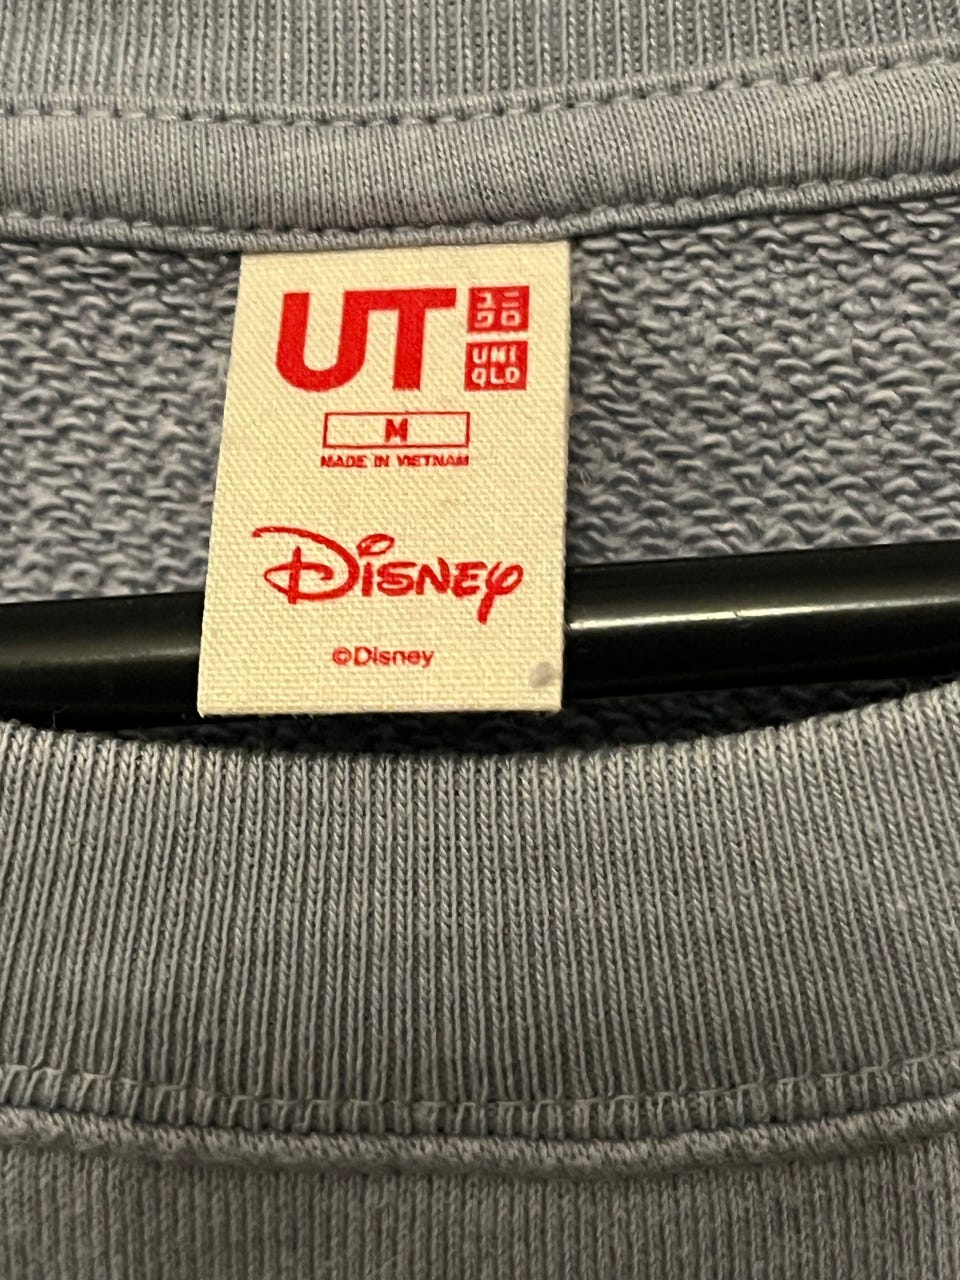 UT
ユニ
クロ
UNI
QLO
M
MADE IN VIETNAM
Disney
©Disney